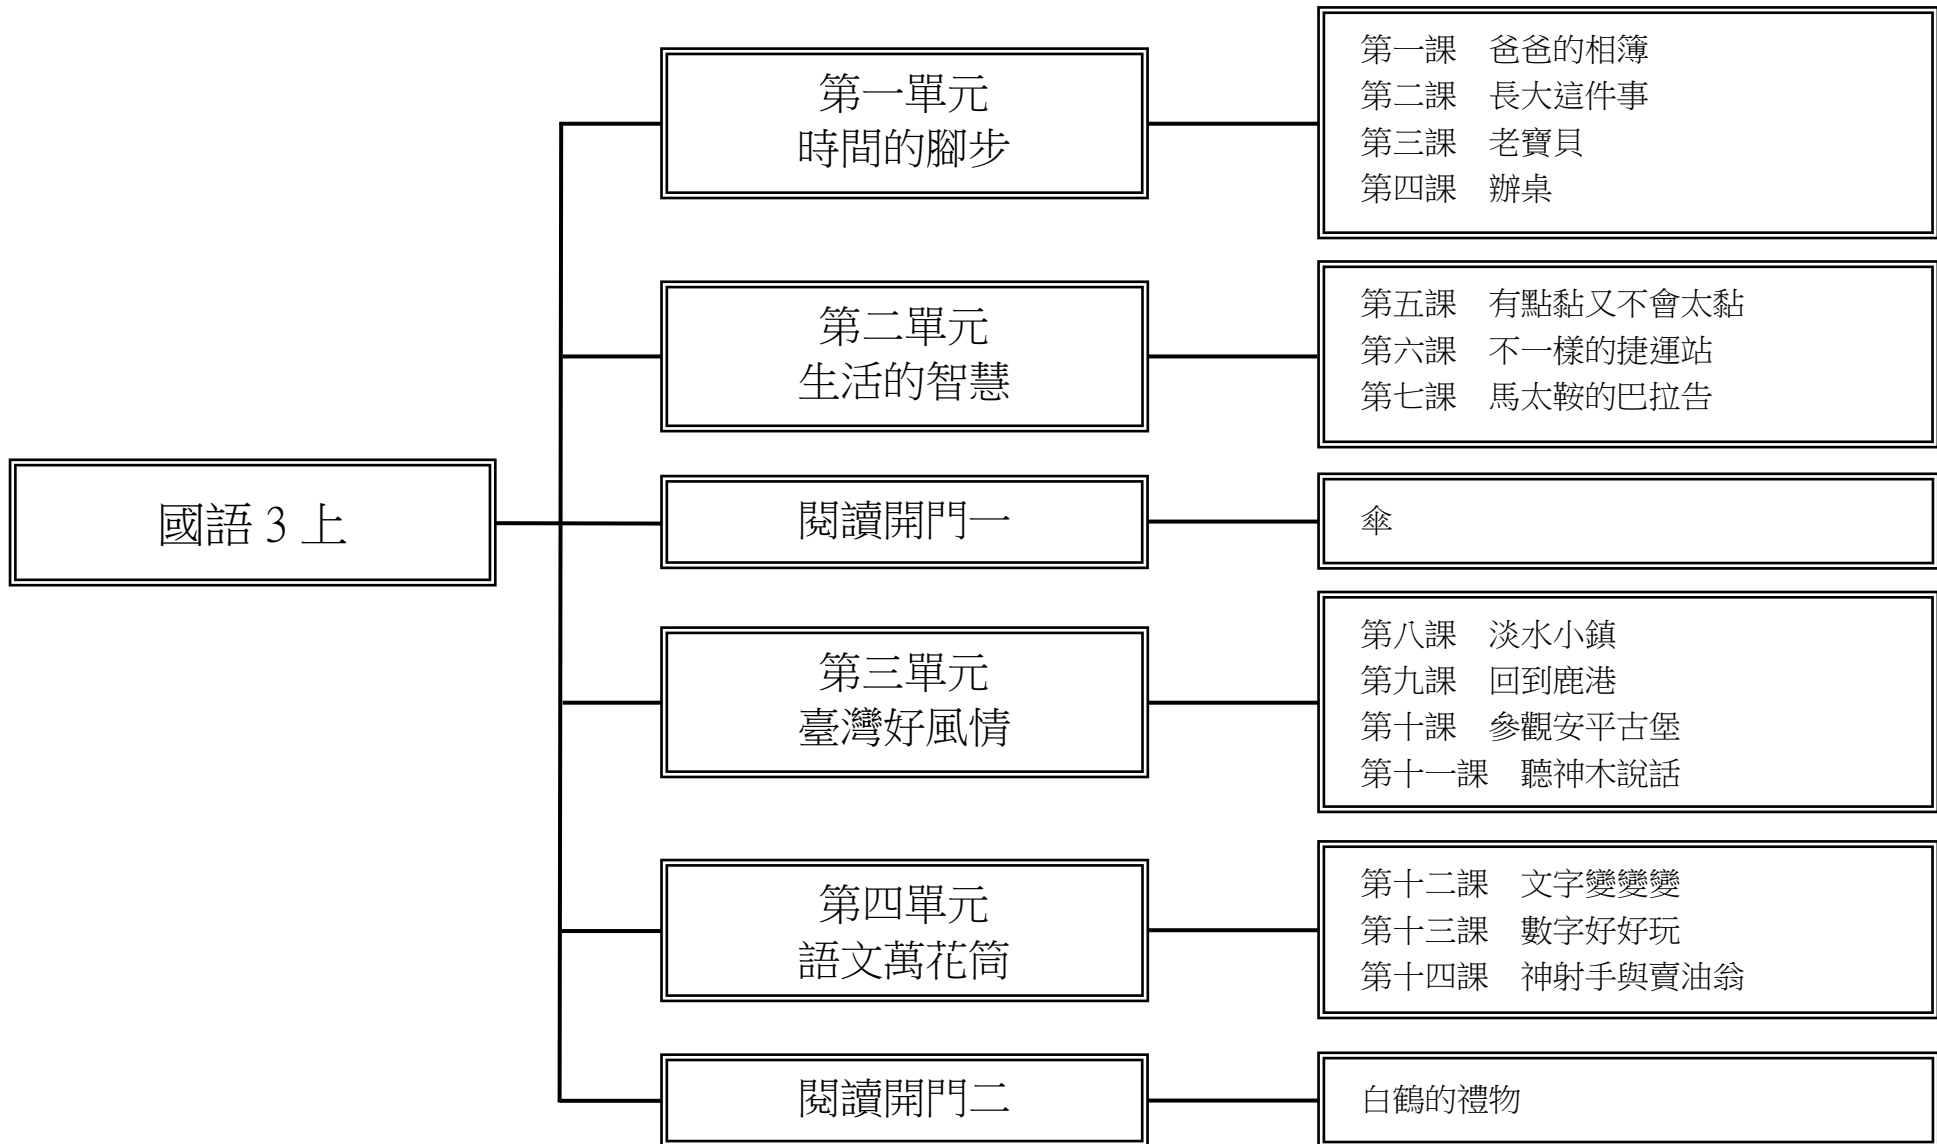 國語 3 上
第一單元
時間的腳步
第一課　爸爸的相簿
第二課　長大這件事
第三課　老寶貝
第四課　辦桌
第二單元
生活的智慧
第五課　有點黏又不會太黏
第六課　不一樣的捷運站
第七課　馬太鞍的巴拉告
閱讀開門一
傘
第三單元
臺灣好風情
第八課　淡水小鎮
第九課　回到鹿港
第十課　參觀安平古堡
第十一課　聽神木說話
第四單元
語文萬花筒
第十二課　文字變變變
第十三課　數字好好玩
第十四課　神射手與賣油翁
閱讀開門二
白鶴的禮物